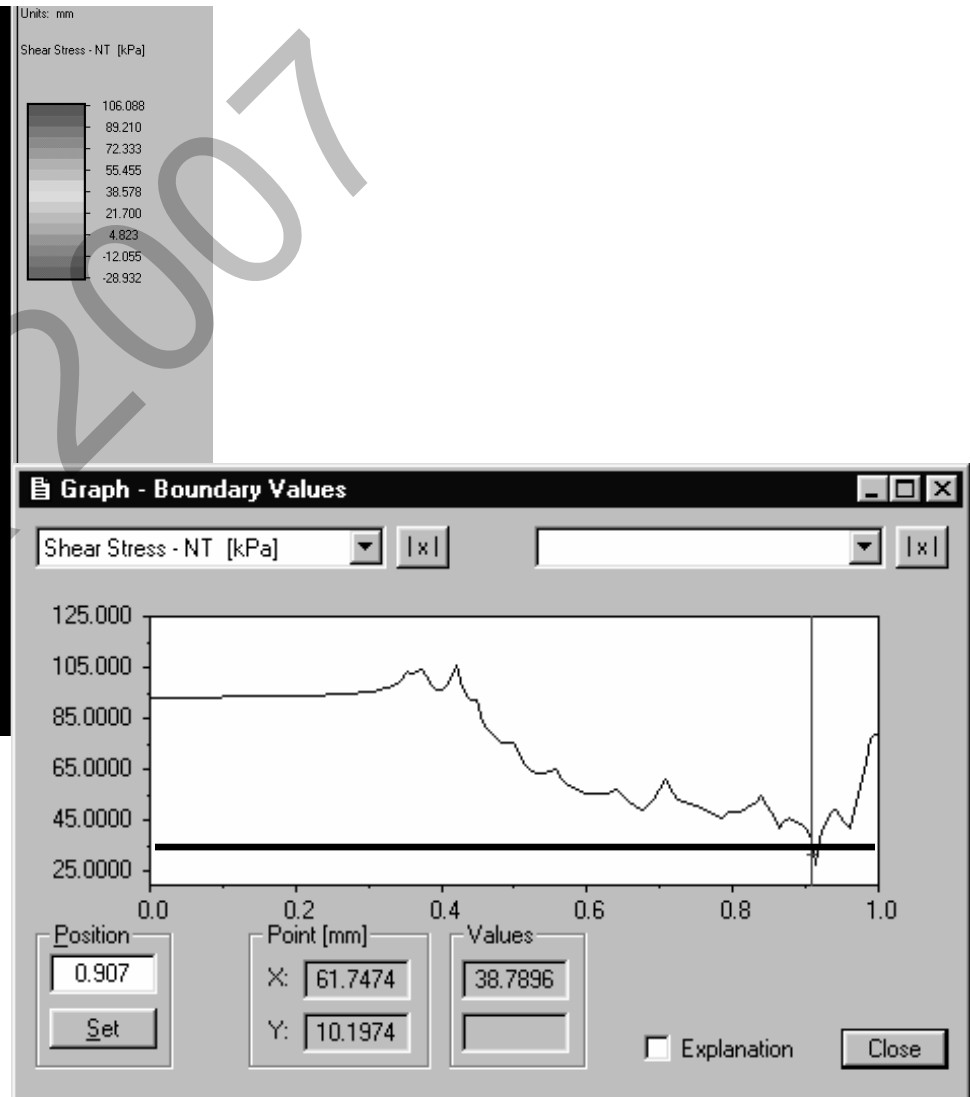 Units: mm
Shear Stress - NT [kPa]
106.088
89.210
72.333
55.455
38.578
21.700
4.823
-12.055
-28.932
2007
Graph - Boundary Values
Shear Stress - NT [kPa]
|x|
|x|
125.000
105.000
85.0000
65.0000
45.0000
25.0000
0.0 0.2 0.4 0.6 0.8 1.0
Position
0.907
Set
Point [mm]
X: 61.7474
Y: 10.1974
Values
38.7896
Explanation
Close